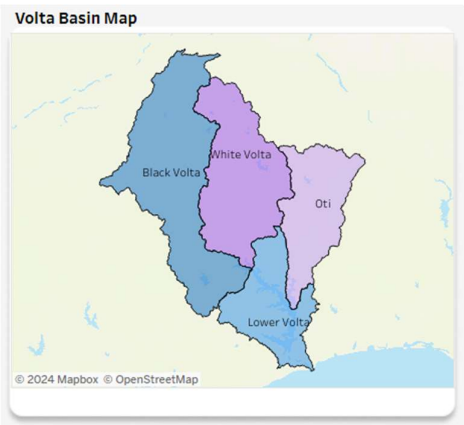 Volta Basin Map
White Volta
Black Volta
Oti
Lower Volta
© 2024 Mapbox © OpenStreetMap